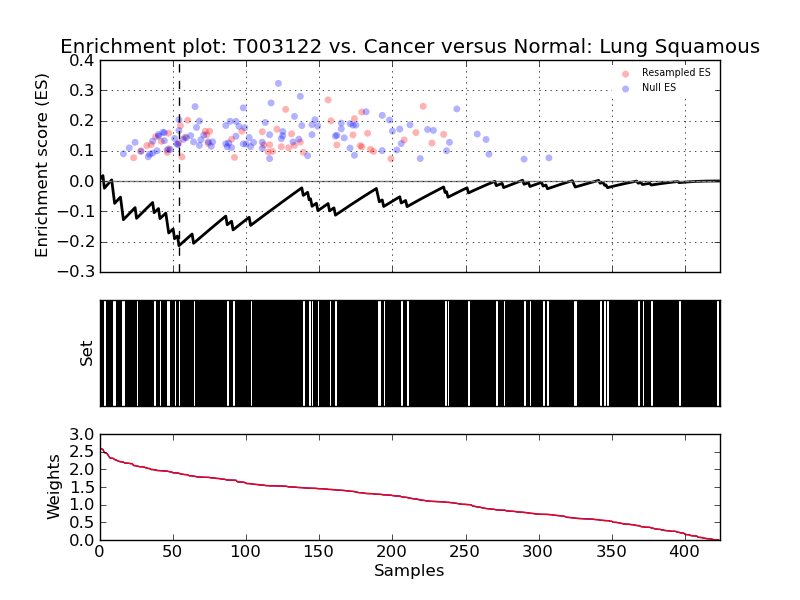 Enrichment plot: T003122 vs. Cancer versus Normal: Lung Squamous
0.4
0.3
0.2
0.1
0.0
−0.1
−0.2
−0.3
Enrichment score (ES)
Resampled ES
Null ES
Set
3.0
2.5
2.0
1.5
1.0
0.5
0.0
Weights
0 50 100 150 200 250 300 350 400
Samples